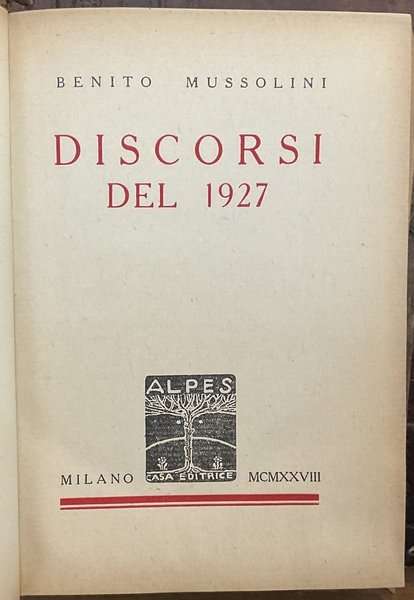 BENITO MUSSOLINI
DISCORSI
DEL 1927
ALPES
CASA EDITRICE
MILANO MCMXXVIII